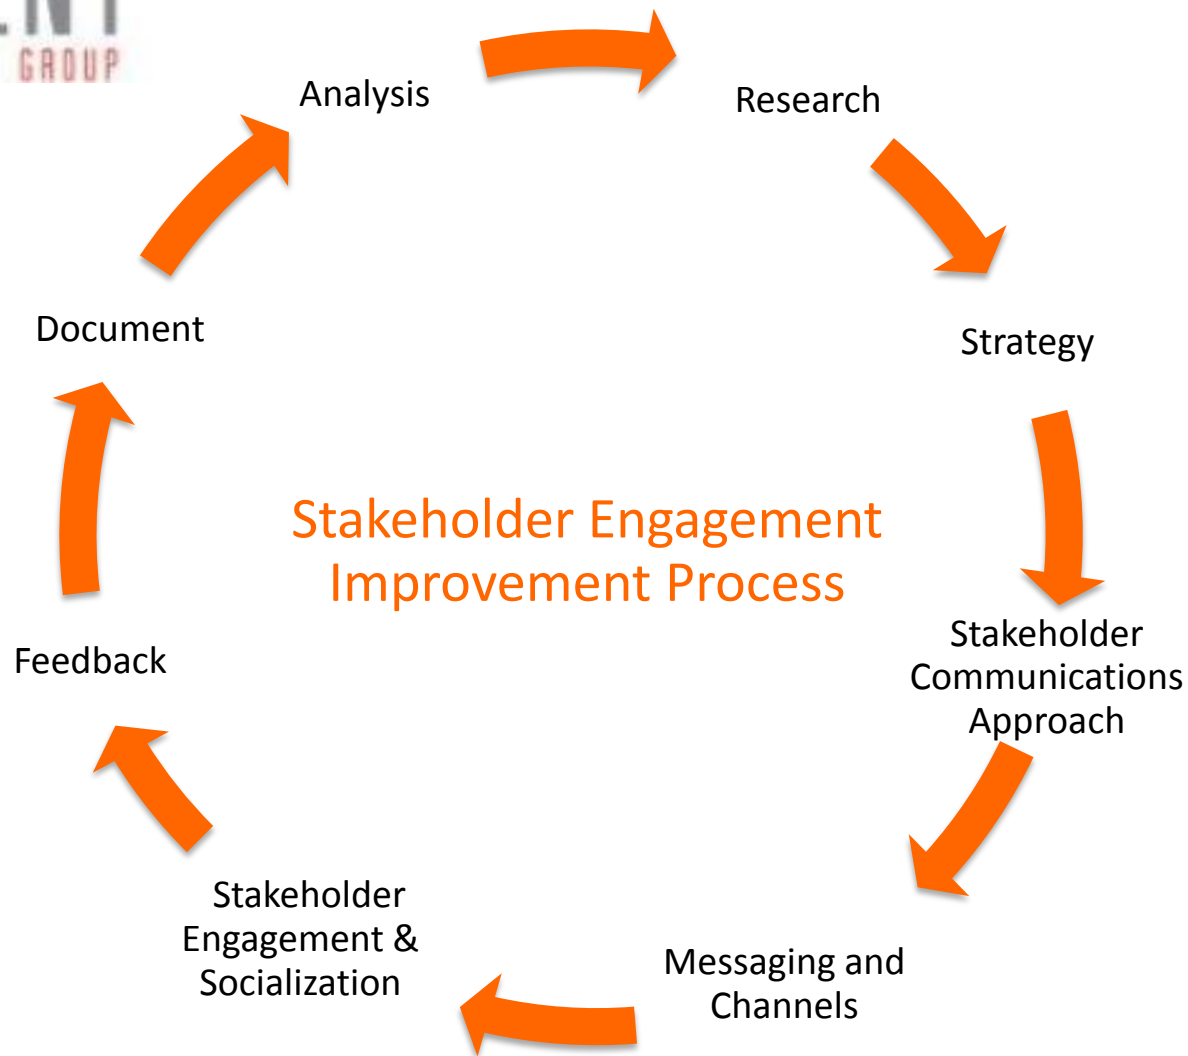 GROUP
Analysis
Research
Strategy
Stakeholder
Communications
Approach
Messaging and
Channels
Stakeholder
Engagement &
Socialization
Feedback
Document
Stakeholder Engagement
Improvement Process